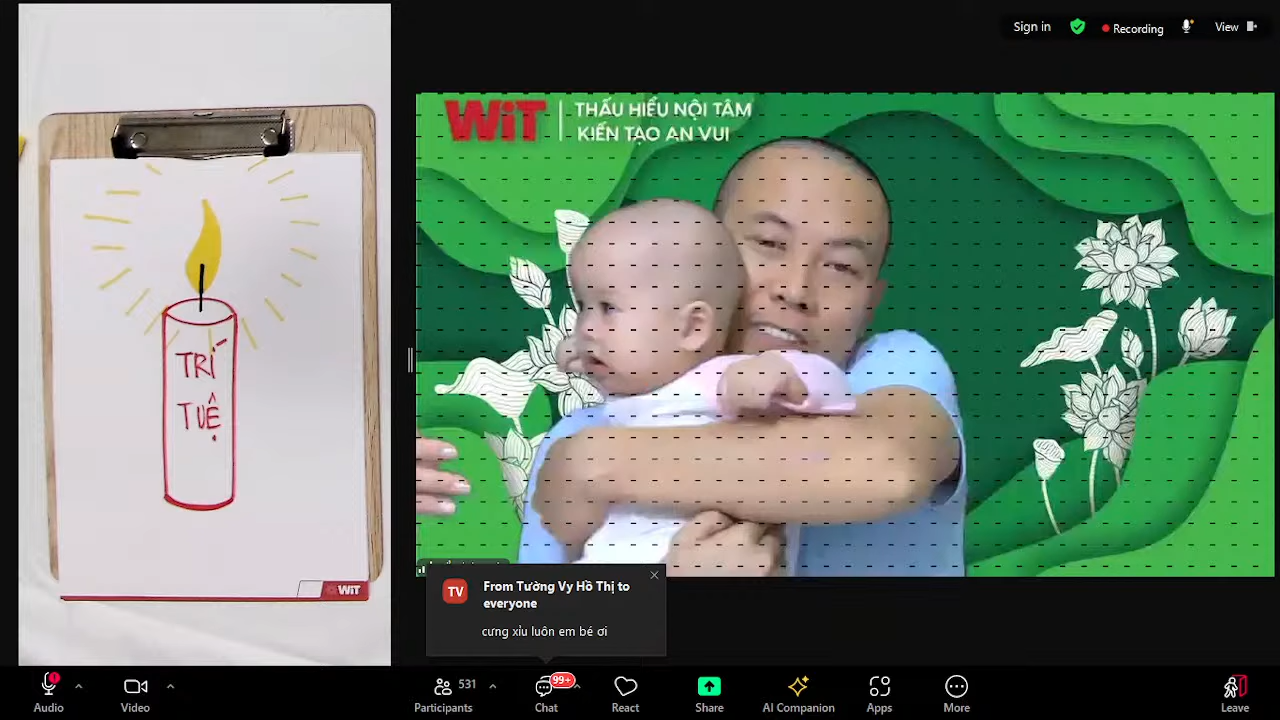 Sign in
Recording
View
WiT
THẤU HIỂU NỘI TÂM
KIẾN TẠO AN VUI
TRÍ
TUỆ
WiT
TV
From Tường Vy Hồ Thị to
everyone
cưng xỉu luôn em bé ơi
Audio
Video
531
Participants
99+
Chat
React
Share
AI Companion
Apps
More
Leave